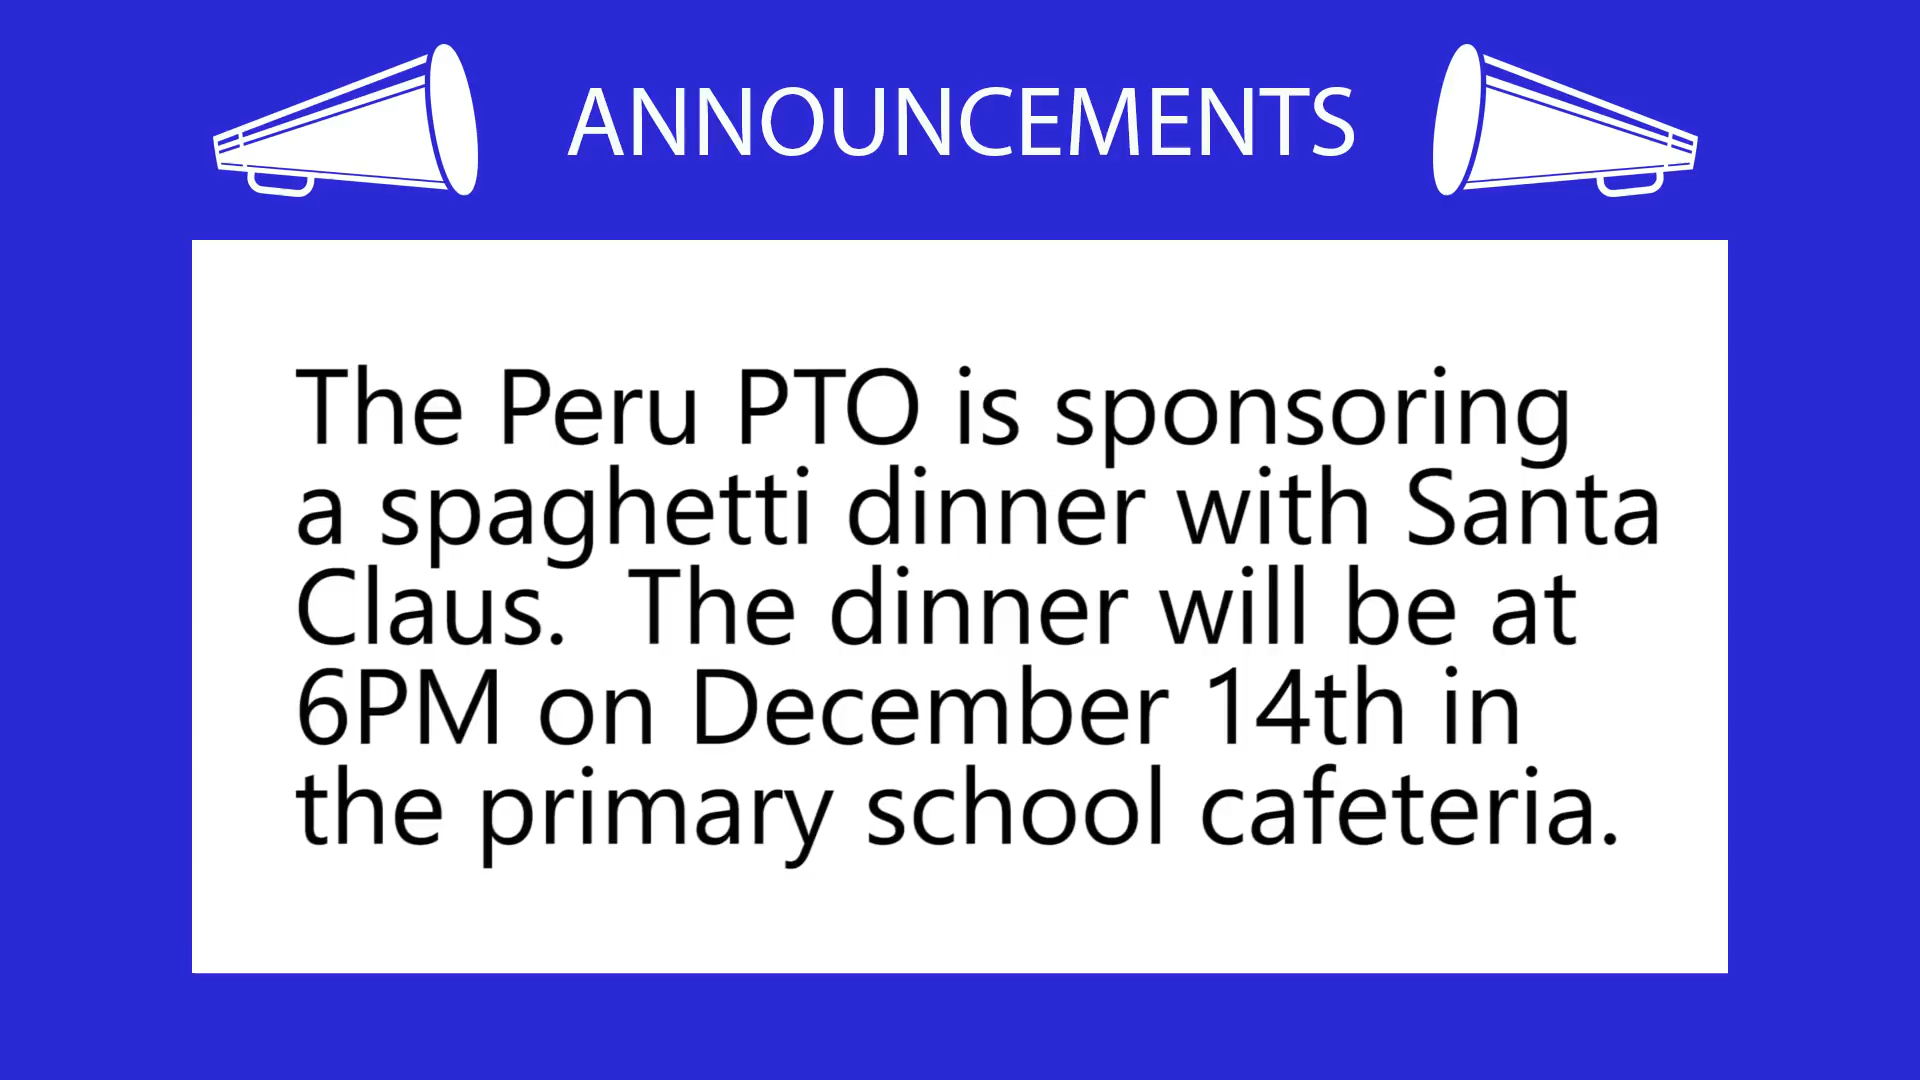 ANNOUNCEMENTS
The Peru PTO is sponsoring
a spaghetti dinner with Santa
Claus.  The dinner will be at
6PM on December 14th in
the primary school cafeteria.